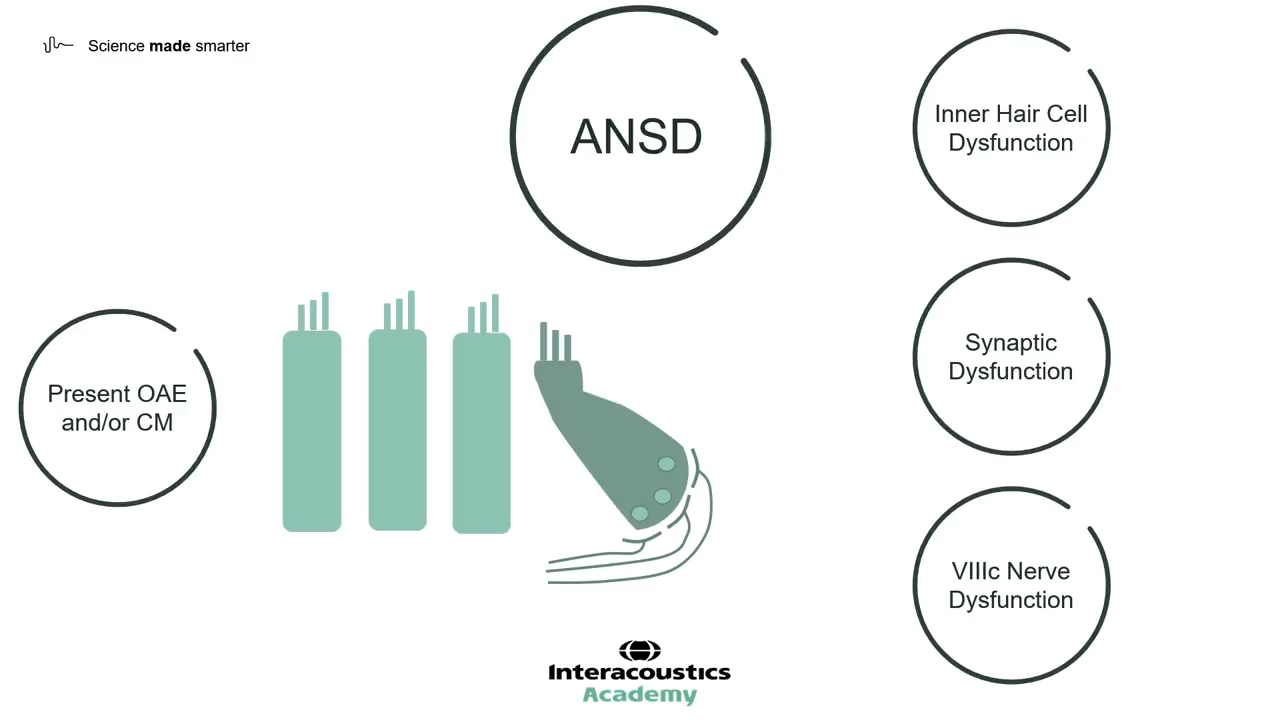 Science made smarter
ANSD
Inner Hair Cell
Dysfunction
Present OAE
and/or CM
Synaptic
Dysfunction
VIIIc Nerve
Dysfunction
Interacoustics
Academy